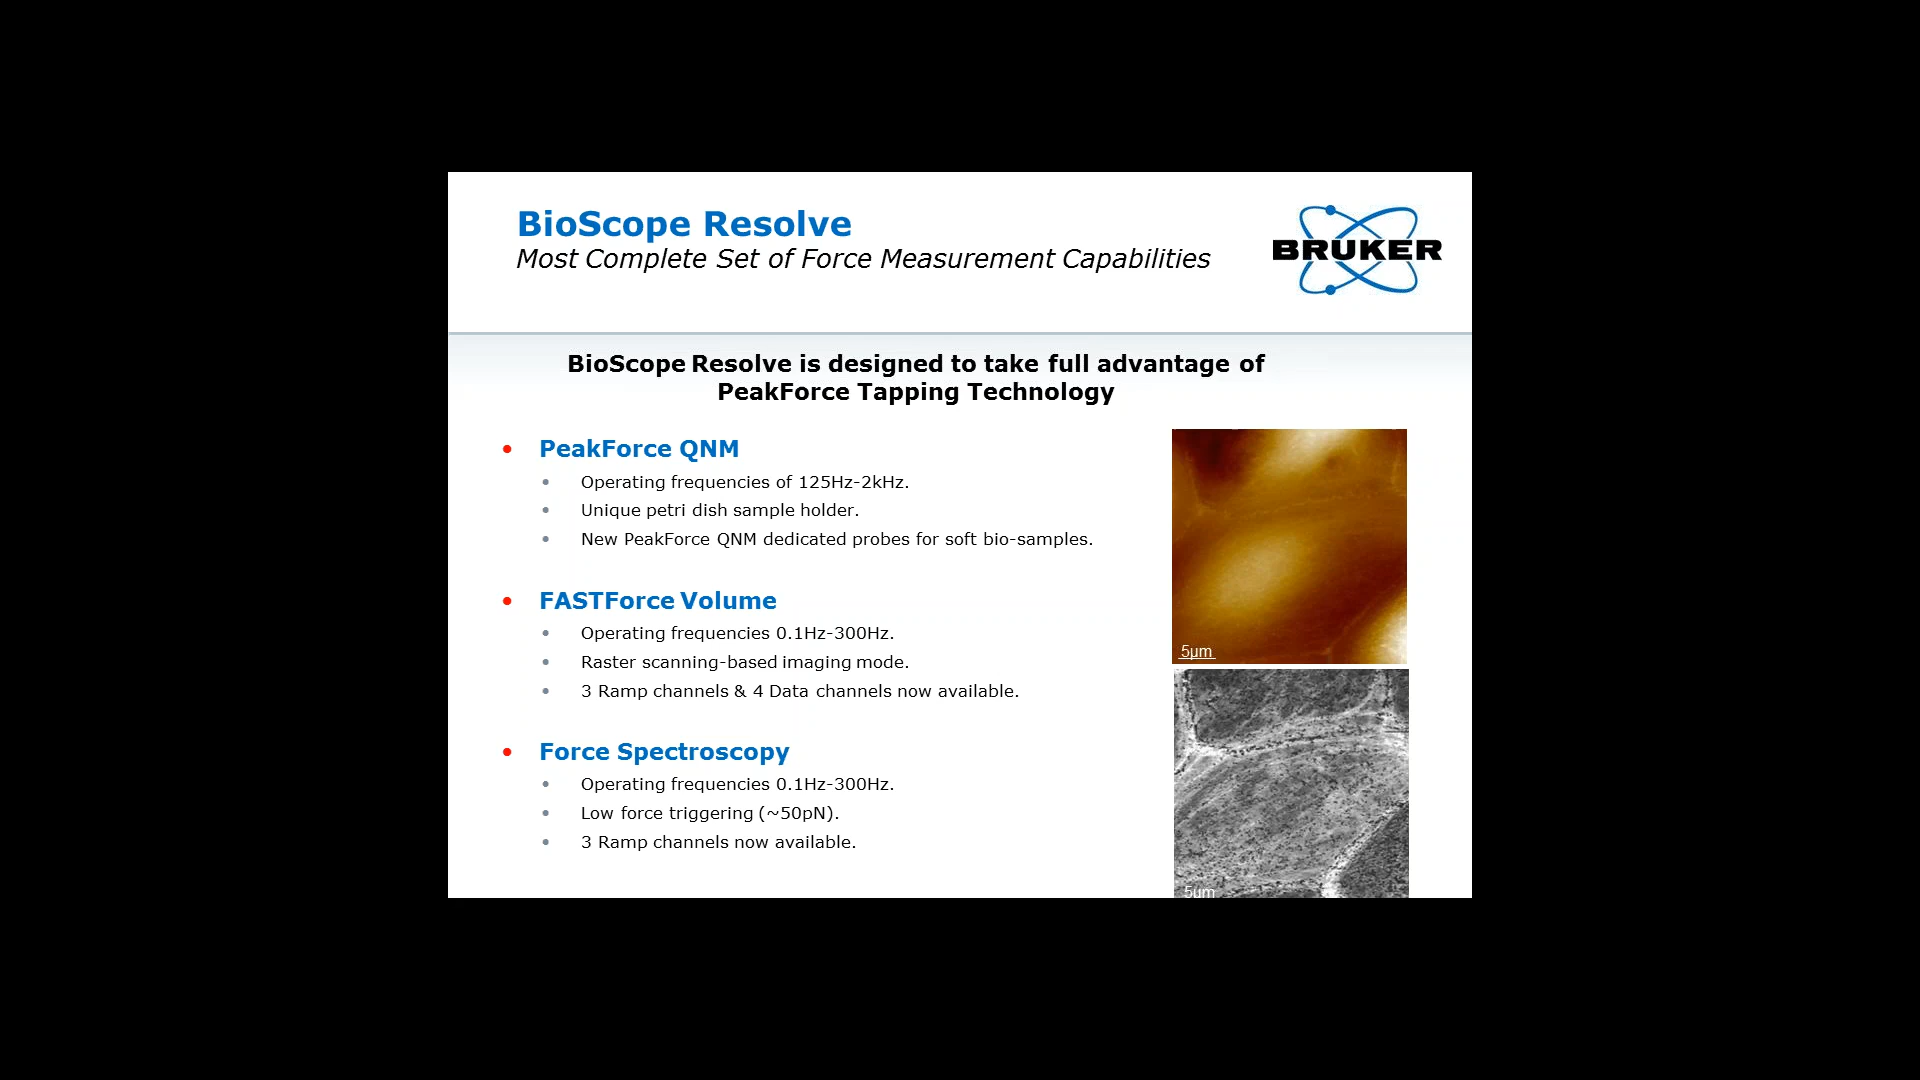 BioScope Resolve
Most Complete Set of Force Measurement Capabilities
BRUKER
BioScope Resolve is designed to take full advantage of
PeakForce Tapping Technology
• PeakForce QNM
• Operating frequencies of 125Hz-2kHz.
• Unique petri dish sample holder.
• New PeakForce QNM dedicated probes for soft bio-samples.
• FASTForce Volume
• Operating frequencies 0.1Hz-300Hz.
• Raster scanning-based imaging mode.
• 3 Ramp channels & 4 Data channels now available.
• Force Spectroscopy
• Operating frequencies 0.1Hz-300Hz.
• Low force triggering (~50pN).
• 3 Ramp channels now available.
5µm
5µm